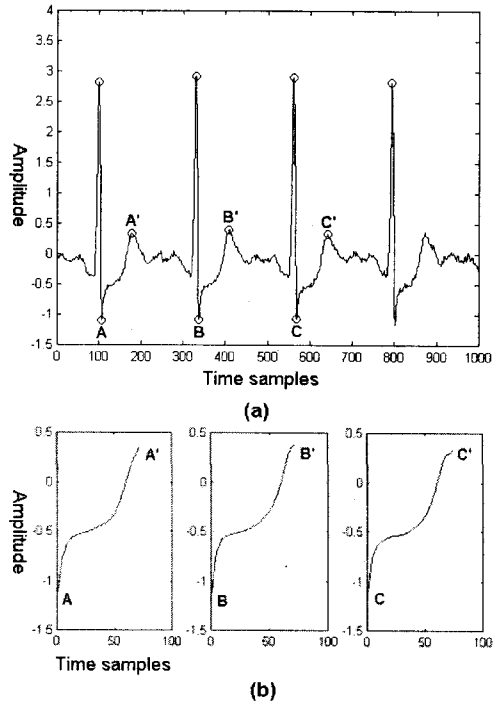 4
3.5
3
2.5
2
1.5
1
0.5
0
-0.5
-1
-1.5
Amplitude
A' B' C'
A B C
0 100 200 300 400 500 600 700 800 900 1000
Time samples
(a)
0.5 0.5 0.5
A' B' C'
0 0 0
Amplitude
-0.5 -0.5 -0.5
-1 -1 -1
A B C
-1.5 -1.5 -1.5
0 50 100 0 50 100 0 50 100
Time samples
(b)